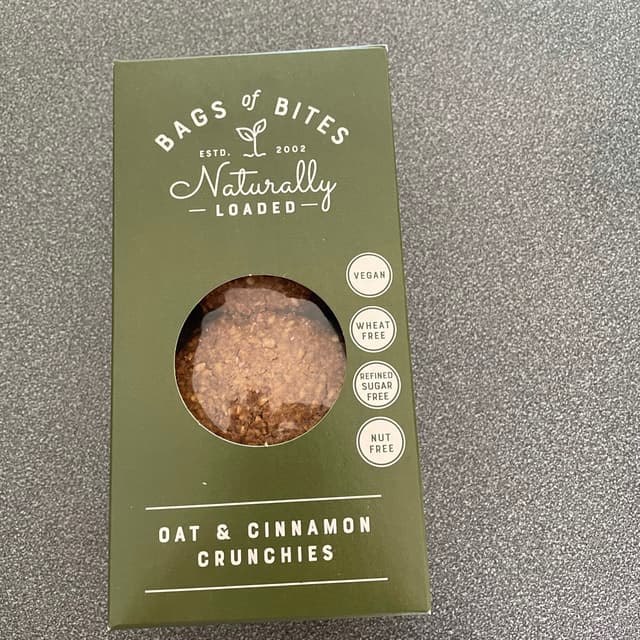 BAGS of BITES
ESTD. 2002
Naturally
LOADED
VEGAN
WHEAT
FREE
REFINED
SUGAR
FREE
NUT
FREE
OAT & CINNAMON
CRUNCHIES